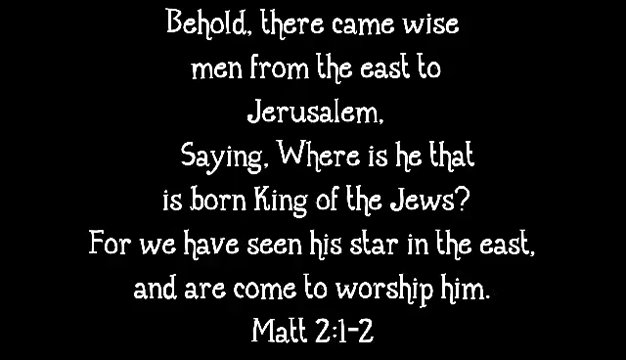 Behold, there came wise
men from the east to
Jerusalem,
Saying, Where is he that
is born King of the Jews?
For we have seen his star in the east,
and are come to worship him.
Matt 2:1-2